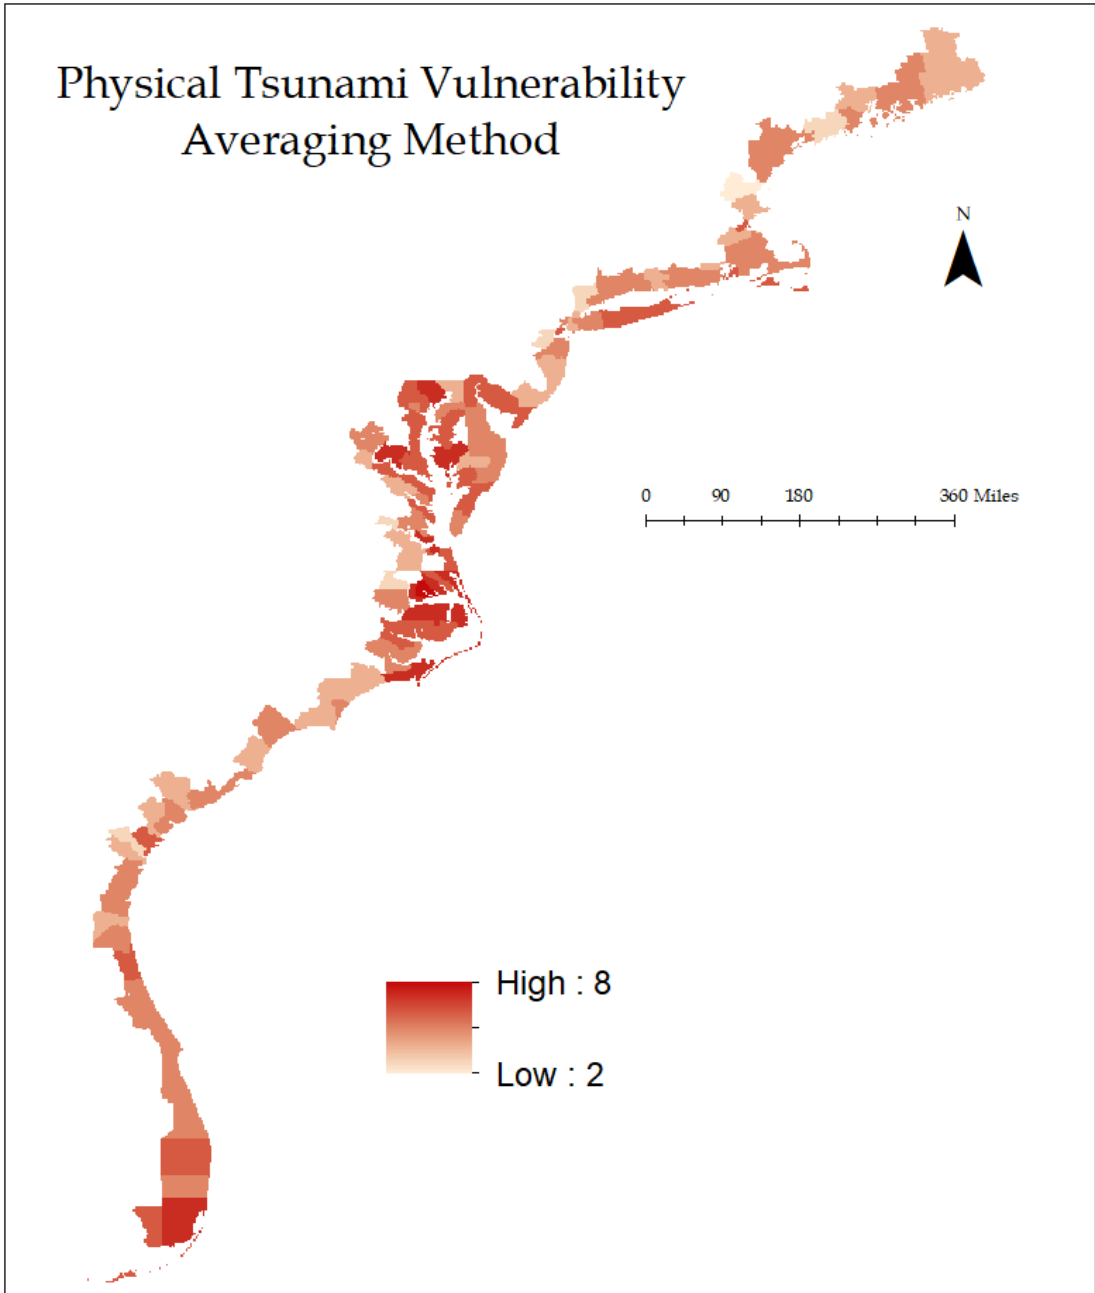 Physical Tsunami Vulnerability
Averaging Method
N
0 90 180 360 Miles
High : 8
Low : 2